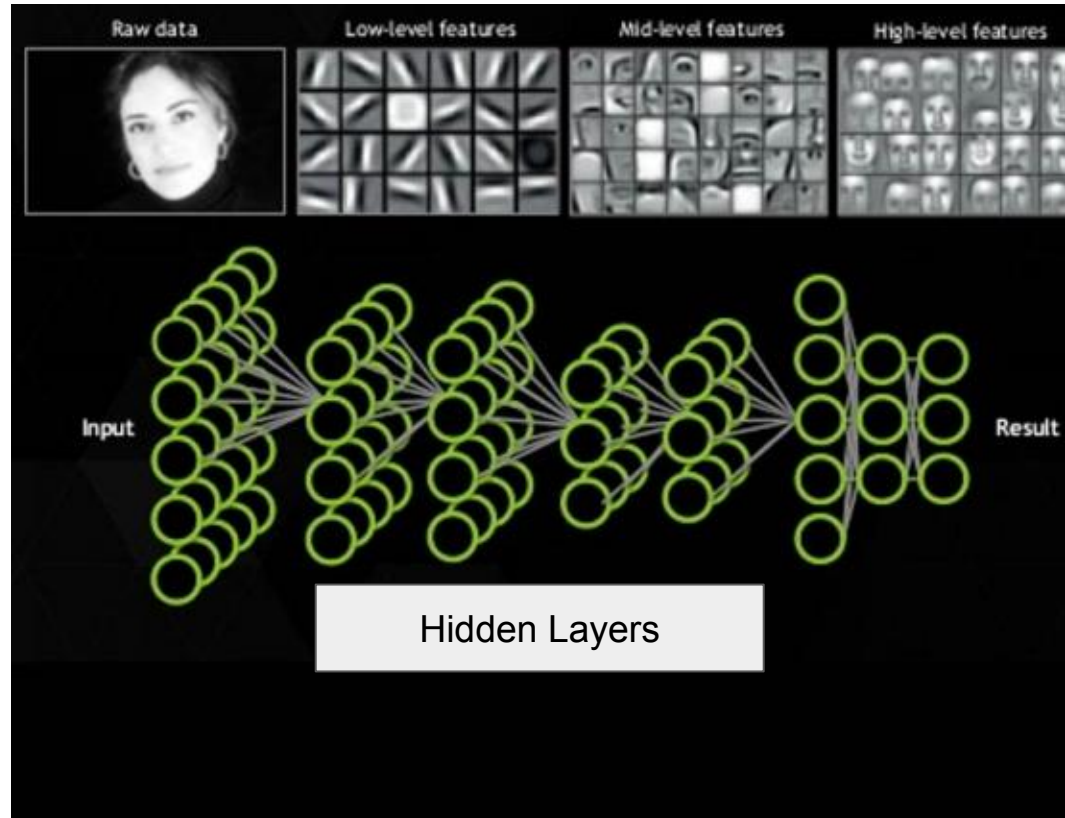 Raw data
Low-level features
Mid-level features
High-level features
Input
Result
Hidden Layers